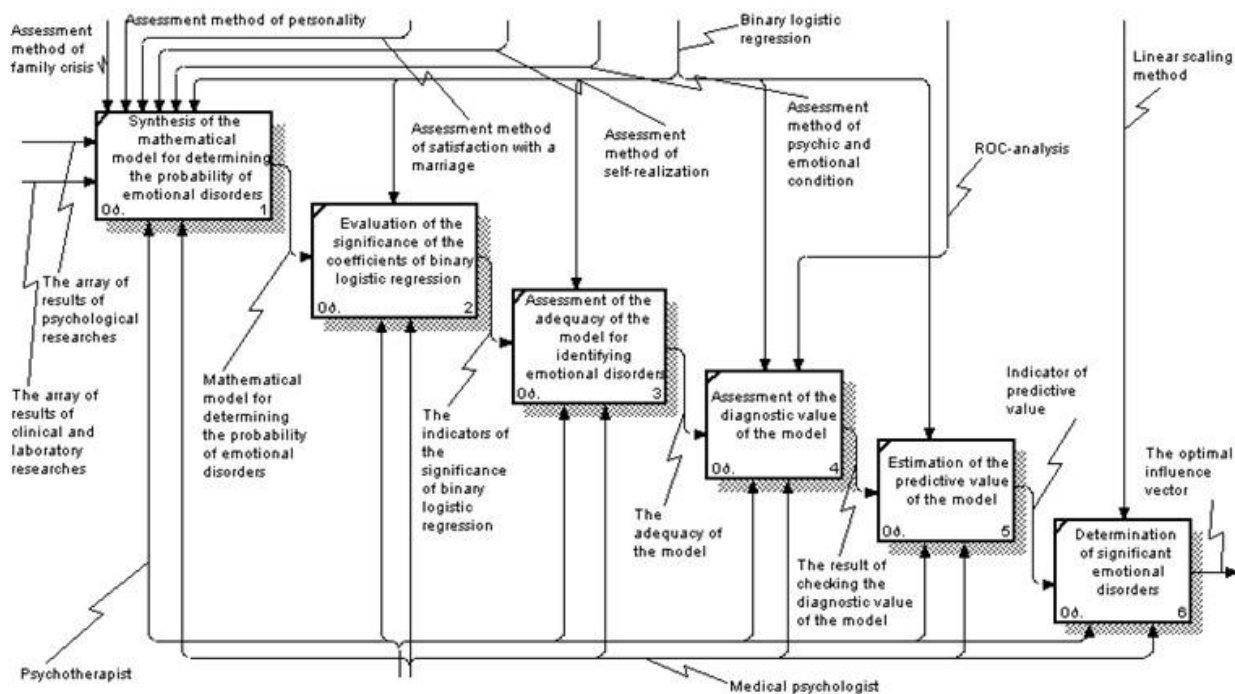 Assessment
method of
family crisis
Assessment method of personality
Binary logistic
regression
Linear scaling
method
Synthesis of the
mathematical
model for determining
the probability of
emotional disorders
0д. 1
Assessment method
of satisfaction with a
marriage
Assessment
method of
self-realization
Assessment
method of
psychic and
emotional
condition
ROC-analysis
Evaluation of the
significance of the
coefficients of binary
logistic regression
0д. 2
The array of
results of
psychological
researches
Assessment of the
adequacy of the
model for
identifying
emotional disorders
0д. 3
The array of
results of
clinical and
laboratory
researches
Mathematical
model for
determining
the probability
of emotional
disorders
The
indicators of
the
significance
of binary
logistic
regression
Assessment of the
diagnostic value
of the model
0д. 4
Indicator of
predictive
value
The
adequacy of
the model
Estimation of the
predictive value
of the model
0д. 5
The optimal
influence
vector
The result of
checking the
diagnostic value
of the model
Determination
of significant
emotional
disorders
0д. 6
Psychotherapist
Medical psychologist